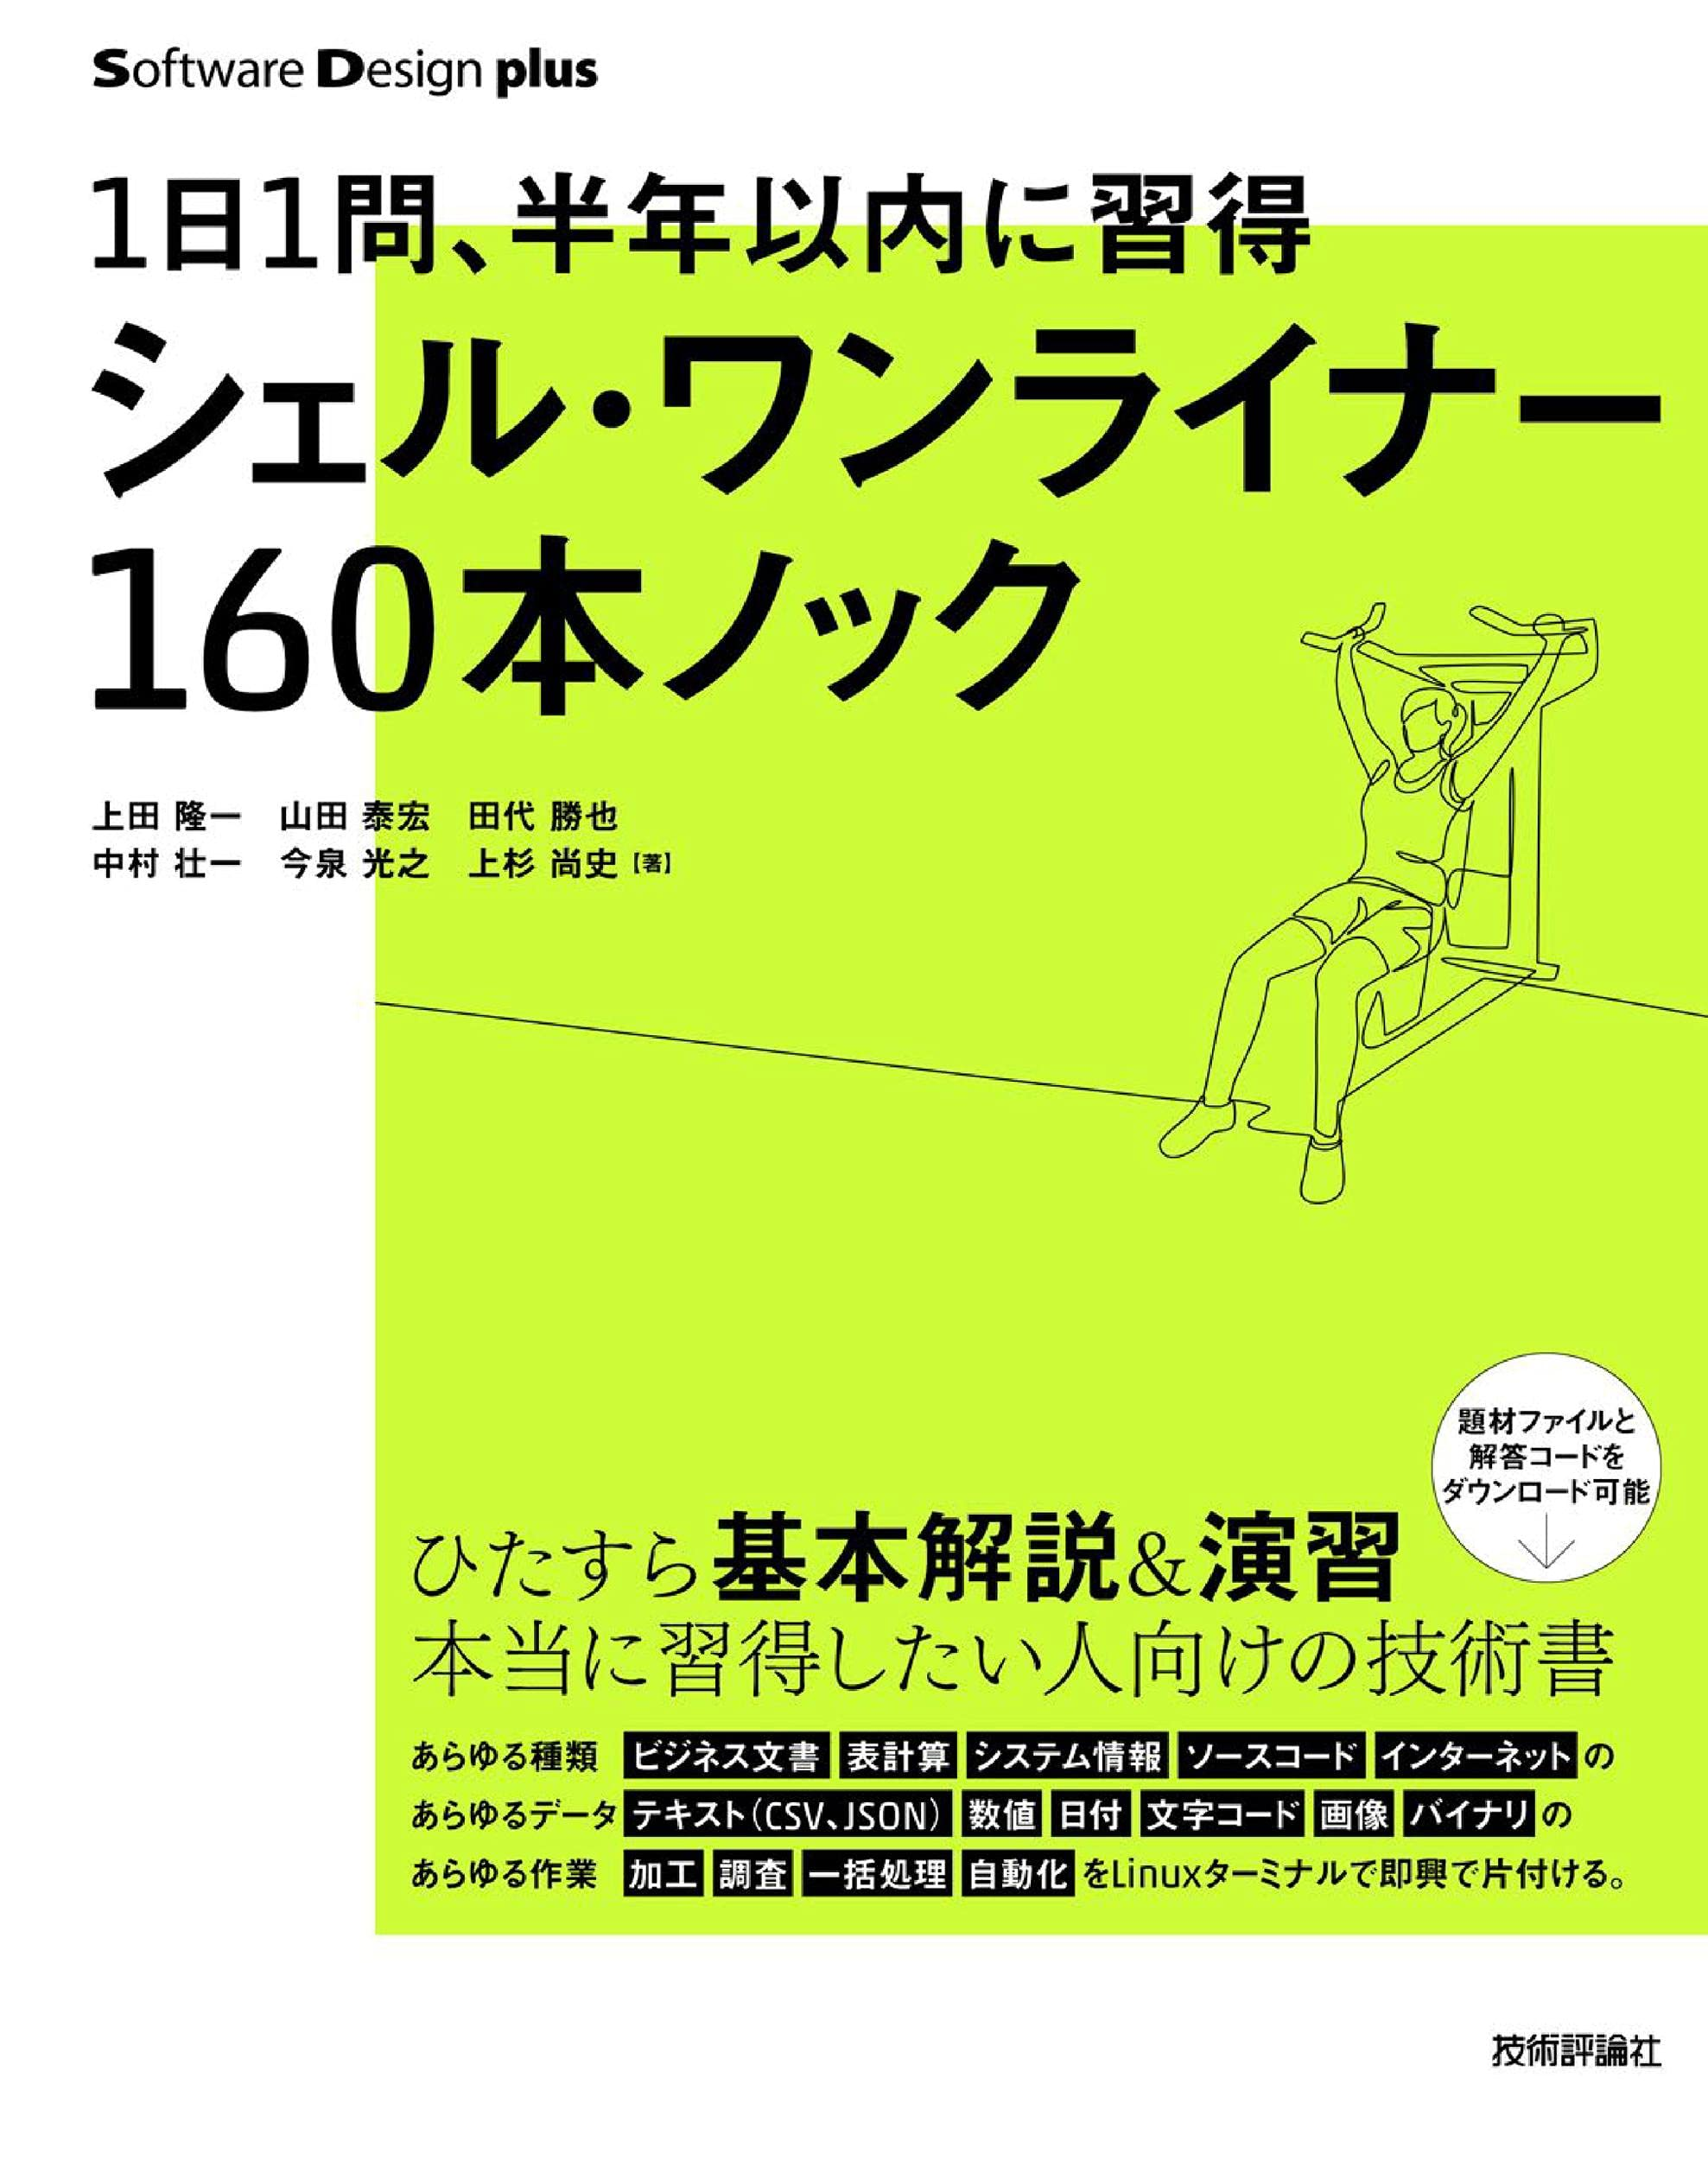 Software Design plus
1日1問、半年以内に習得
シェル・ワンライナー
160本ノック
上田 隆一　山田 泰宏　田代 勝也
中村 壮一　今泉 光之　上杉 尚史【著】
題材ファイルと
解答コードを
ダウンロード可能
ひたすら基本解説&演習
本当に習得したい人向けの技術書
あらゆる種類 ビジネス文書 表計算 システム情報 ソースコード インターネット の
あらゆるデータ テキスト(CSV、JSON) 数値 日付 文字コード 画像 バイナリ の
あらゆる作業 加工 調査 一括処理 自動化 をLinuxターミナルで即興で片付ける。
技術評論社